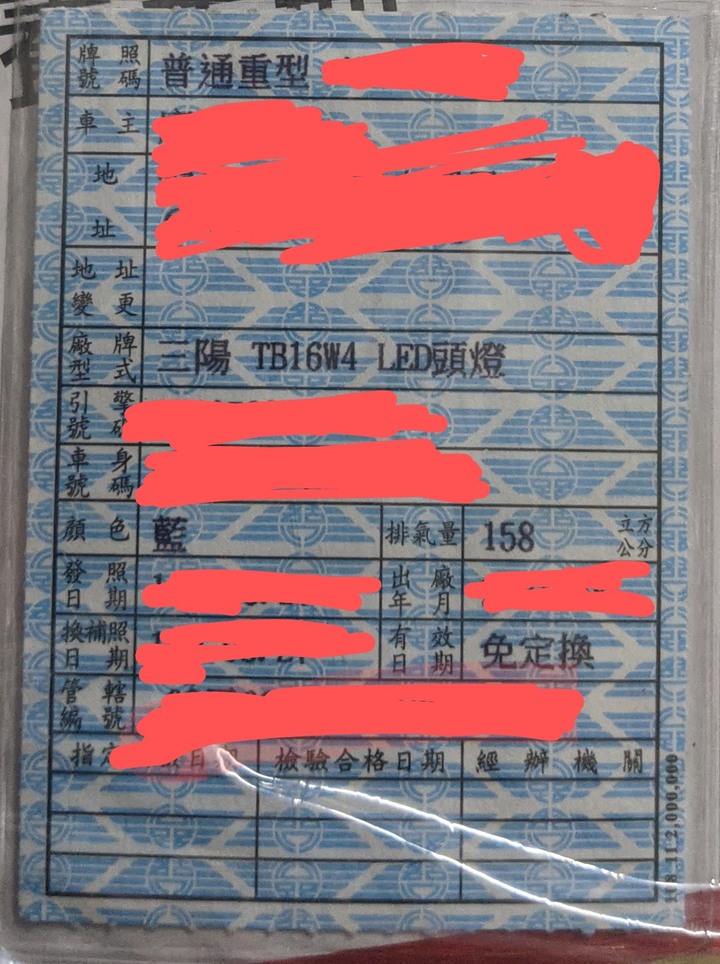 牌照號碼 普通重型
車主
地址
地址變更
廠牌型式 三陽 TB16W4 LED頭燈
引擎號
車身號碼
顏色 藍 排氣量 158 立方公分
發照日期 出廠年月
換補照日期 有效日期 免定換
管轄編號
指定 日 檢驗合格日期 經辦機關